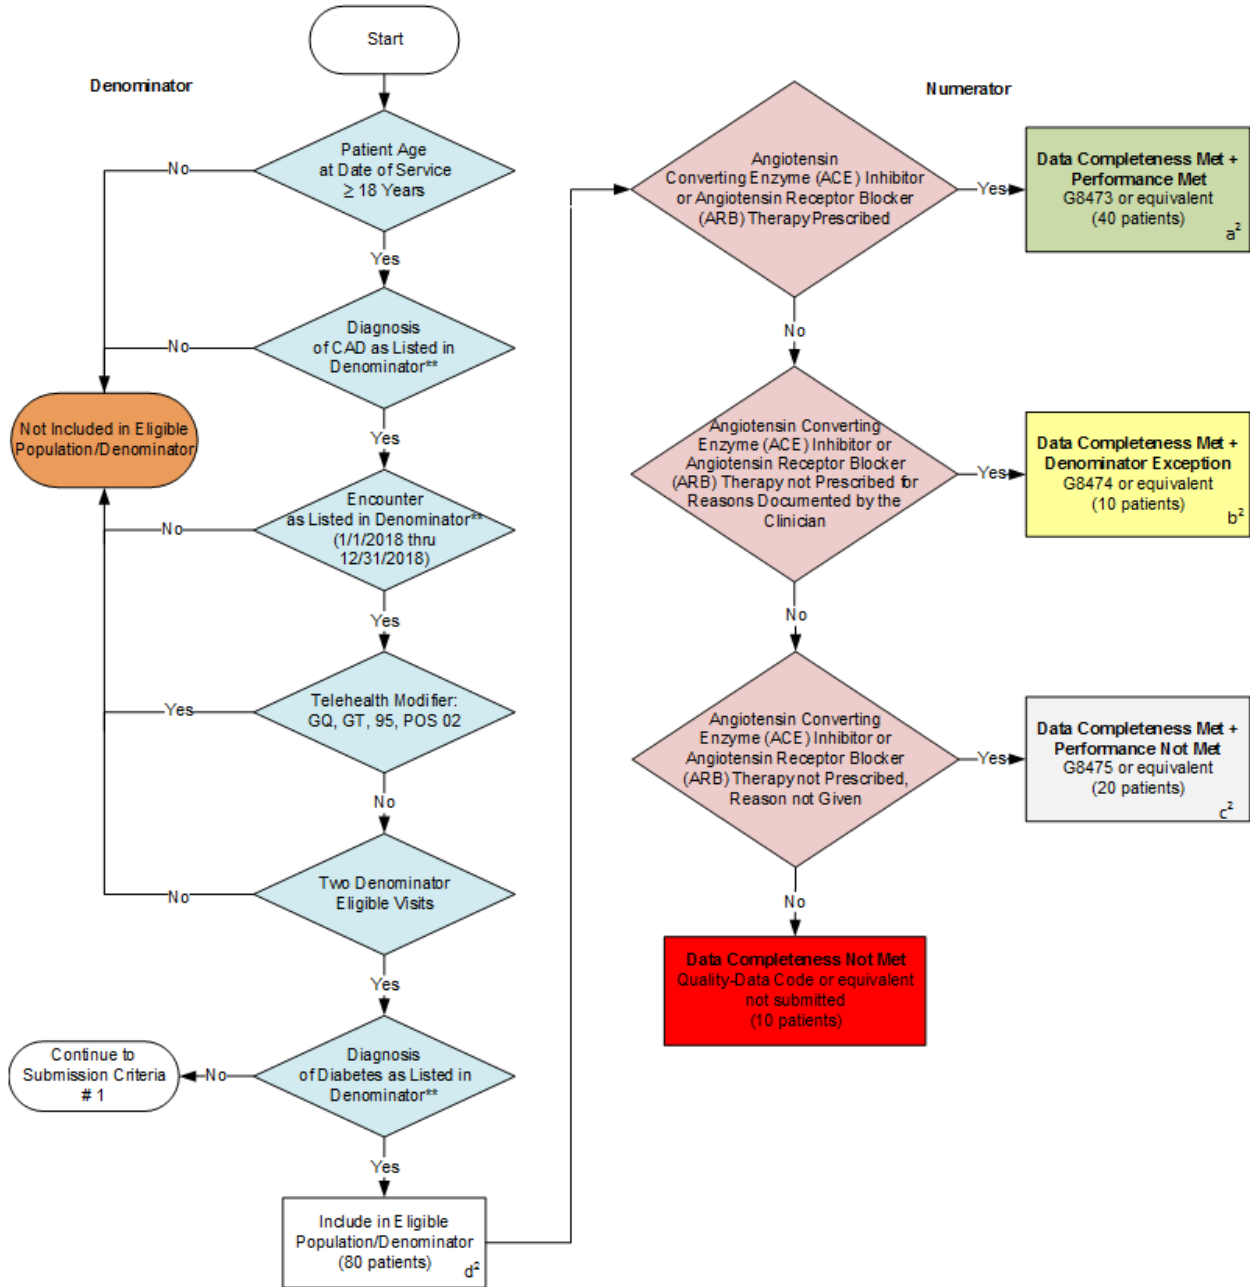 Start
Denominator
Patient Age
at Date of Service
≥ 18 Years
No
Yes
Diagnosis
of CAD as Listed in
Denominator**
No
Not Included in Eligible
Population/Denominator
Yes
Encounter
as Listed in Denominator**
(1/1/2018 thru
12/31/2018)
No
Yes
Telehealth Modifier:
GQ, GT, 95, POS 02
Yes
No
Two Denominator
Eligible Visits
No
Yes
Diagnosis
of Diabetes as Listed in
Denominator**
No
Continue to
Submission Criteria
# 1
Yes
Include in Eligible
Population/Denominator
(80 patients)
d²
Numerator
Angiotensin
Converting Enzyme (ACE) Inhibitor
or Angiotensin Receptor Blocker
(ARB) Therapy Prescribed
Yes
Data Completeness Met +
Performance Met
G8473 or equivalent
(40 patients)
a²
No
Angiotensin Converting
Enzyme (ACE) Inhibitor or
Angiotensin Receptor Blocker
(ARB) Therapy not Prescribed for
Reasons Documented by the
Clinician
Yes
Data Completeness Met +
Denominator Exception
G8474 or equivalent
(10 patients)
b²
No
Angiotensin Converting
Enzyme (ACE) Inhibitor or
Angiotensin Receptor Blocker
(ARB) Therapy not Prescribed,
Reason not Given
Yes
Data Completeness Met +
Performance Not Met
G8475 or equivalent
(20 patients)
c²
No
Data Completeness Not Met
Quality-Data Code or equivalent
not submitted
(10 patients)